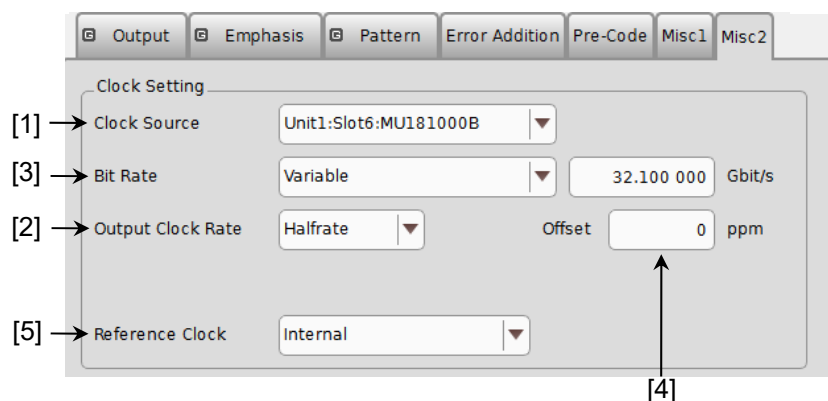 G Output G Emphasis G Pattern Error Addition Pre-Code Misc1 Misc2
Clock Setting
[1] Clock Source Unit1:Slot6:MU181000B
[3] Bit Rate Variable 32.100 000 Gbit/s
[2] Output Clock Rate Halfrate Offset 0 ppm
[5] Reference Clock Internal
[4]